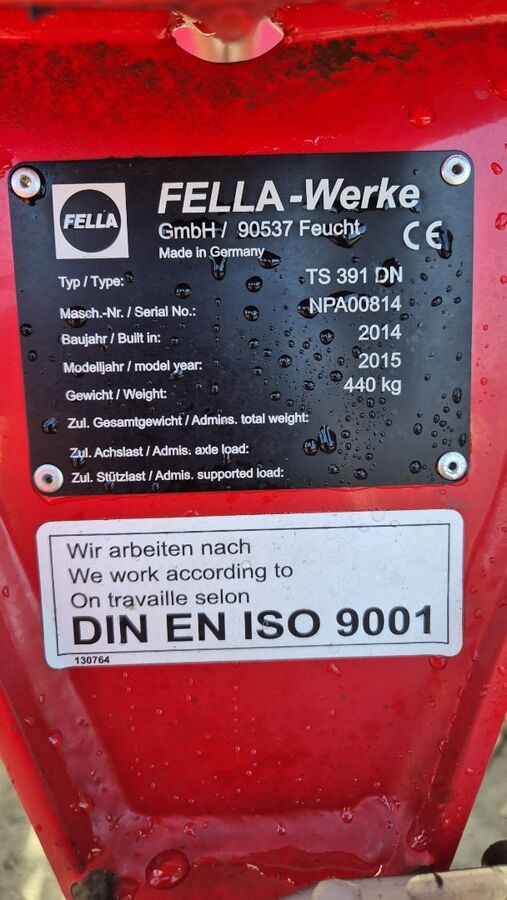 FELLA
FELLA-Werke
GmbH / 90537 Feucht
CE
Made in Germany
Typ / Type: TS 391 DN
Masch.-Nr. / Serial No.: NPA00814
Baujahr / Built in: 2014
Modelljahr / model year: 2015
Gewicht / Weight: 440 kg
Zul. Gesamtgewicht / Admins. total weight:
Zul. Achslast / Admis. axle load:
Zul. Stützlast / Admis. supported load:
Wir arbeiten nach
We work according to
On travaille selon
DIN EN ISO 9001
130764